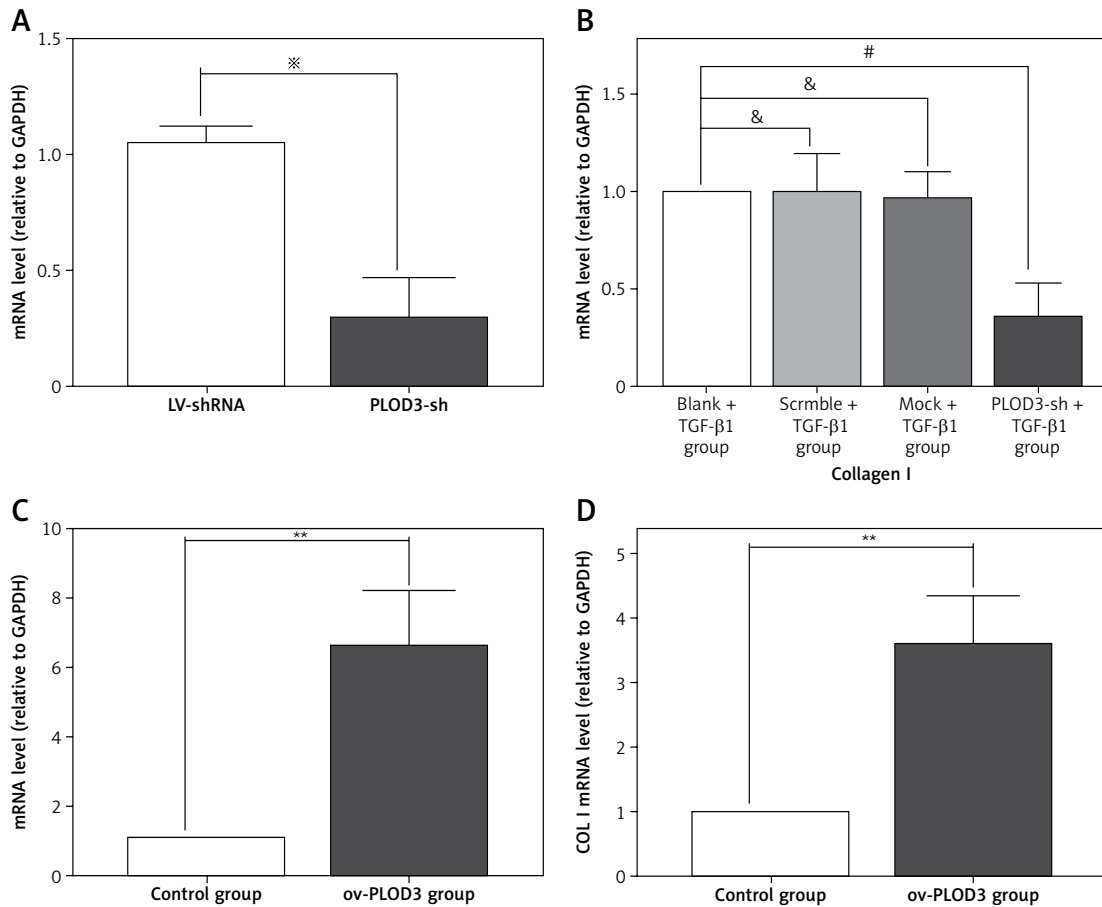 A
mRNA level (relative to GAPDH)
1.5
1.0
0.5
0
※
LV-shRNA
PLOD3-sh
B
mRNA level (relative to GAPDH)
1.5
1.0
0.5
0
#
&
&
Blank +
TGF-β1
group
Scrmble +
TGF-β1
group
Mock +
TGF-β1
group
PLOD3-sh +
TGF-β1
group
Collagen I
C
mRNA level (relative to GAPDH)
10
8
6
4
2
0
**
Control group
ov-PLOD3 group
D
COL I mRNA level (relative to GAPDH)
5
4
3
2
1
0
**
Control group
ov-PLOD3 group